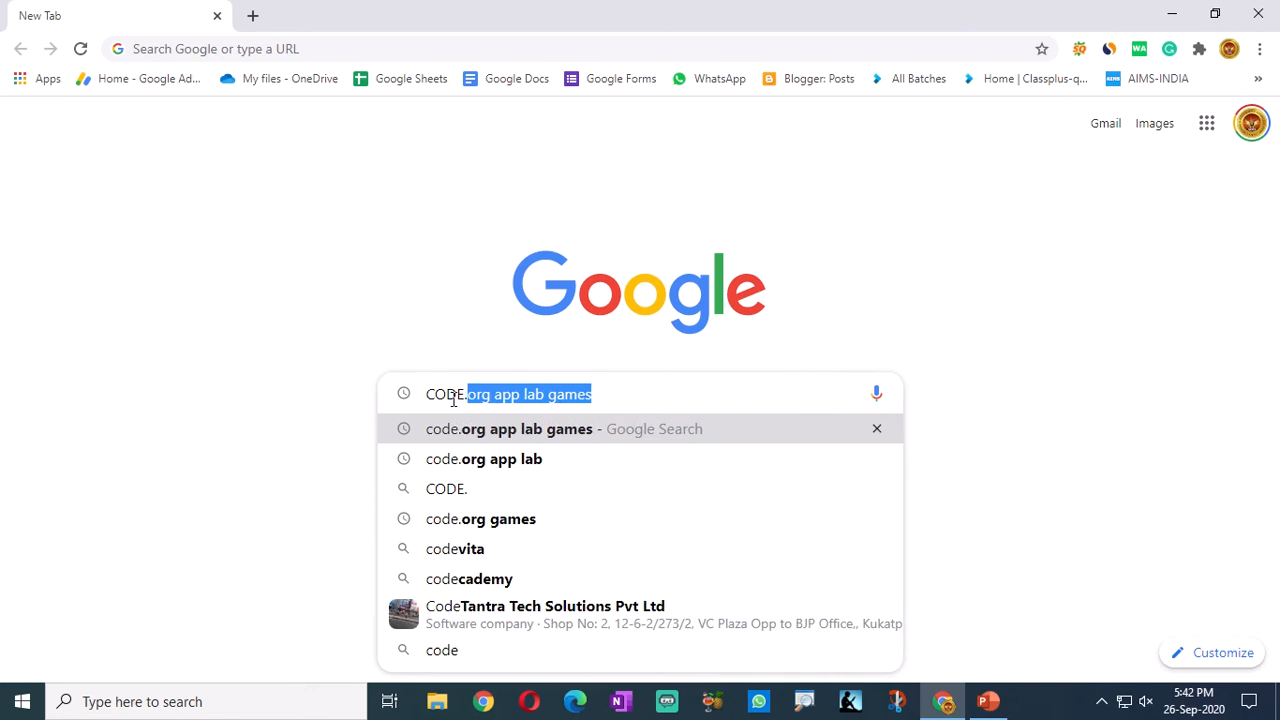 New Tab
Search Google or type a URL
Apps
Home - Google Ad...
My files - OneDrive
Google Sheets
Google Docs
Google Forms
WhatsApp
Blogger: Posts
All Batches
Home | Classplus-q...
AIMS-INDIA
Gmail
Images
Google
CODE.org app lab games
code.org app lab games - Google Search
code.org app lab
CODE.
code.org games
codevita
codecademy
CodeTantra Tech Solutions Pvt Ltd
Software company · Shop No: 2, 12-6-2/273/2, VC Plaza Opp to BJP Office,, Kukatp
code
Customize
Type here to search
5:42 PM
26-Sep-2020